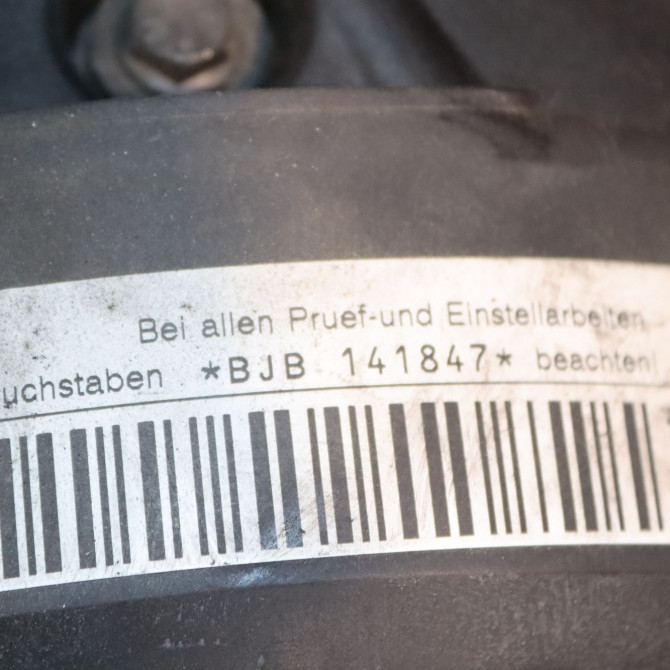 Bei allen Pruef-und Einstellarbeiten
uchstaben *BJB 141847* beachten!